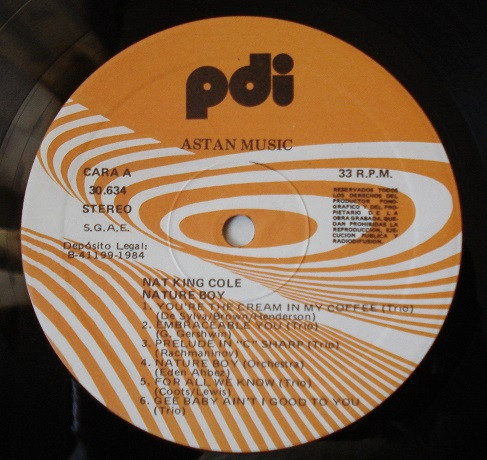 pdi
ASTAN MUSIC
CARA A
30.634
STEREO
S.G.A.E.
Depósito Legal:
B-41199-1984
33 R.P.M.
RESERVADOS TODOS
LOS DERECHOS DEL
PRODUCTOR FONO-
GRAFICO Y DEL PRO-
PIETARIO DE LA
OBRA GRABADA. QUE-
DAN PROHIBIDAS LA
REPRODUCCION, EJE-
CUCION PUBLICA Y
RADIODIFUSION.
NAT KING COLE
NATURE BOY
1. YOU'RE THE CREAM IN MY COFFEE (Trio)
(De Sylva/Brown/Henderson)
2. EMBRACEABLE YOU (Trio)
(G. Gershwin)
3. PRELUDE IN "C" SHARP (Trio)
(Rachmaninov)
4. NATURE BOY (Orchestra)
(Eden Ahbez)
5. FOR ALL WE KNOW (Trio)
(Coots/Lewis)
6. GEE BABY AIN'T I GOOD TO YOU
(Trio)